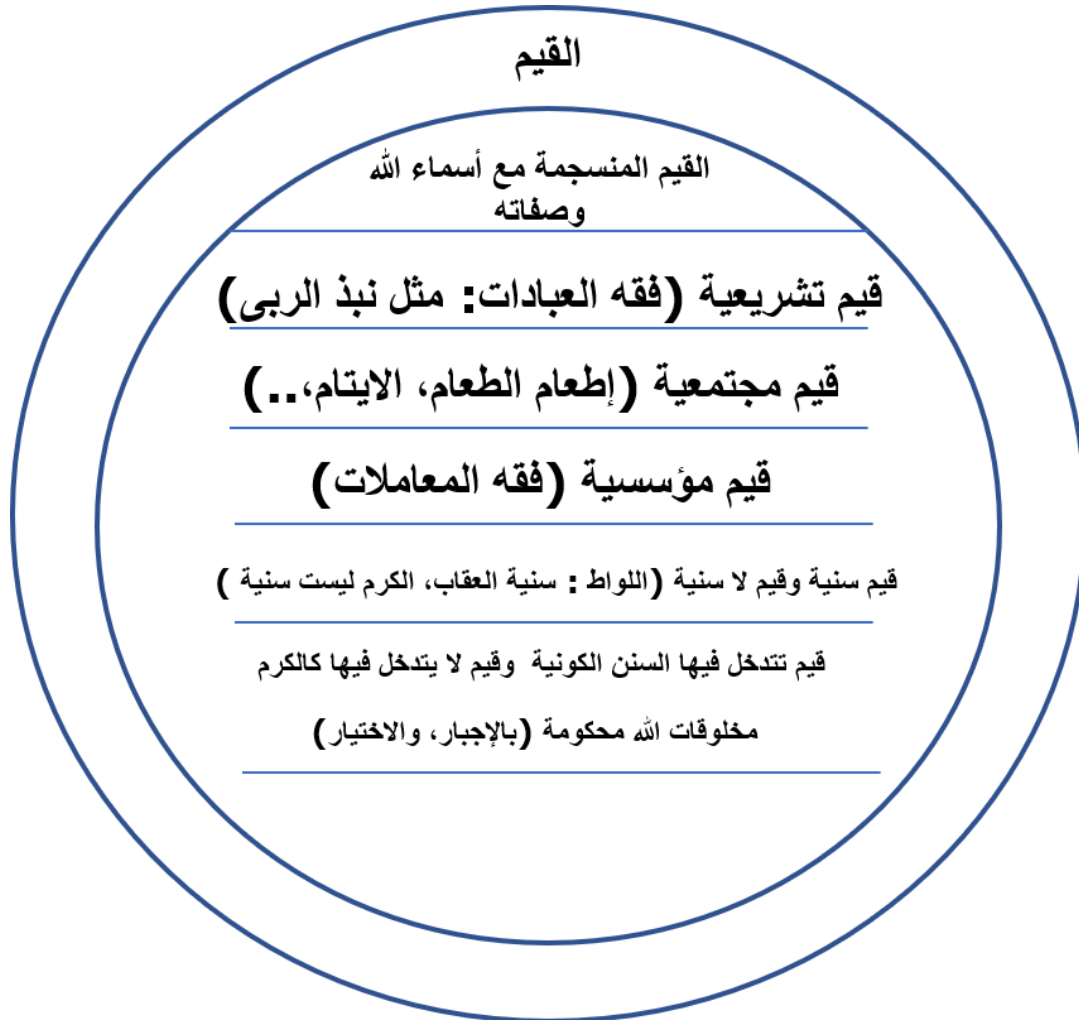 القيم
القيم المنسجمة مع أسماء الله
وصفاته
قيم تشريعية (فقه العبادات: مثل نبذ الربى)
قيم مجتمعية (إطعام الطعام، الايتام،..)
قيم مؤسسية (فقه المعاملات)
قيم سنية وقيم لا سنية (اللواط : سنية العقاب، الكرم ليست سنية )
قيم تتدخل فيها السنن الكونية وقيم لا يتدخل فيها كالكرم
مخلوقات الله محكومة (بالإجبار، والاختيار)